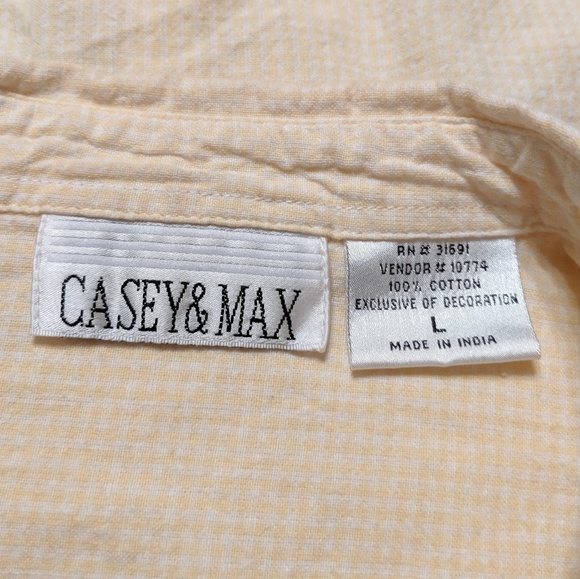 CASEY& MAX
RN # 31691
VENDOR # 10774
100% COTTON
EXCLUSIVE OF DECORATION
L
MADE IN INDIA